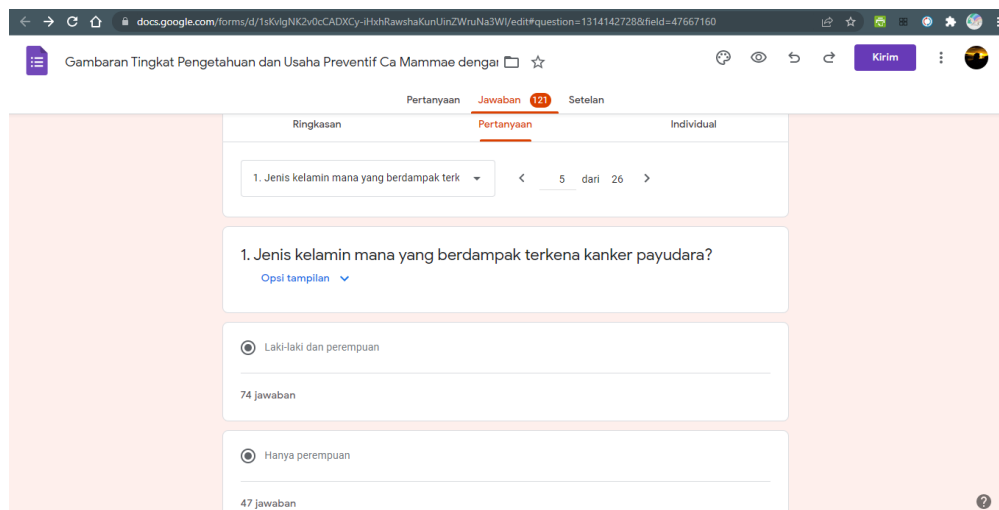 docs.google.com/forms/d/1sKvlgNK2v0cCADXCy-iHxhRawshaKunUinZWruNa3WI/edit#question=1314142728&field=47667160
Gambaran Tingkat Pengetahuan dan Usaha Preventif Ca Mammae dengar
Kirim
Pertanyaan Jawaban 121 Setelan
Ringkasan Pertanyaan Individual
1. Jenis kelamin mana yang berdampak terk
5 dari 26
1. Jenis kelamin mana yang berdampak terkena kanker payudara?
Opsi tampilan
Laki-laki dan perempuan
74 jawaban
Hanya perempuan
47 jawaban